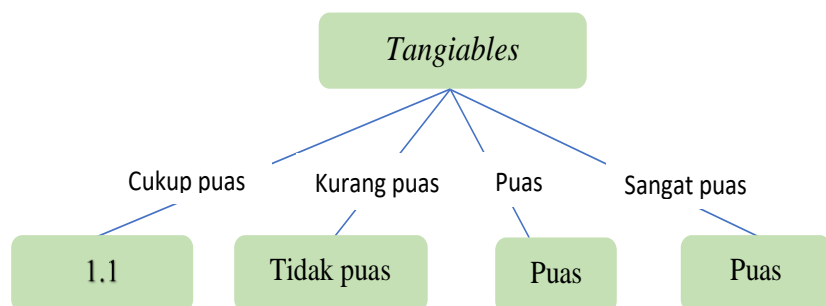 Tangiables
Cukup puas
Kurang puas
Puas
Sangat puas
1.1
Tidak puas
Puas
Puas